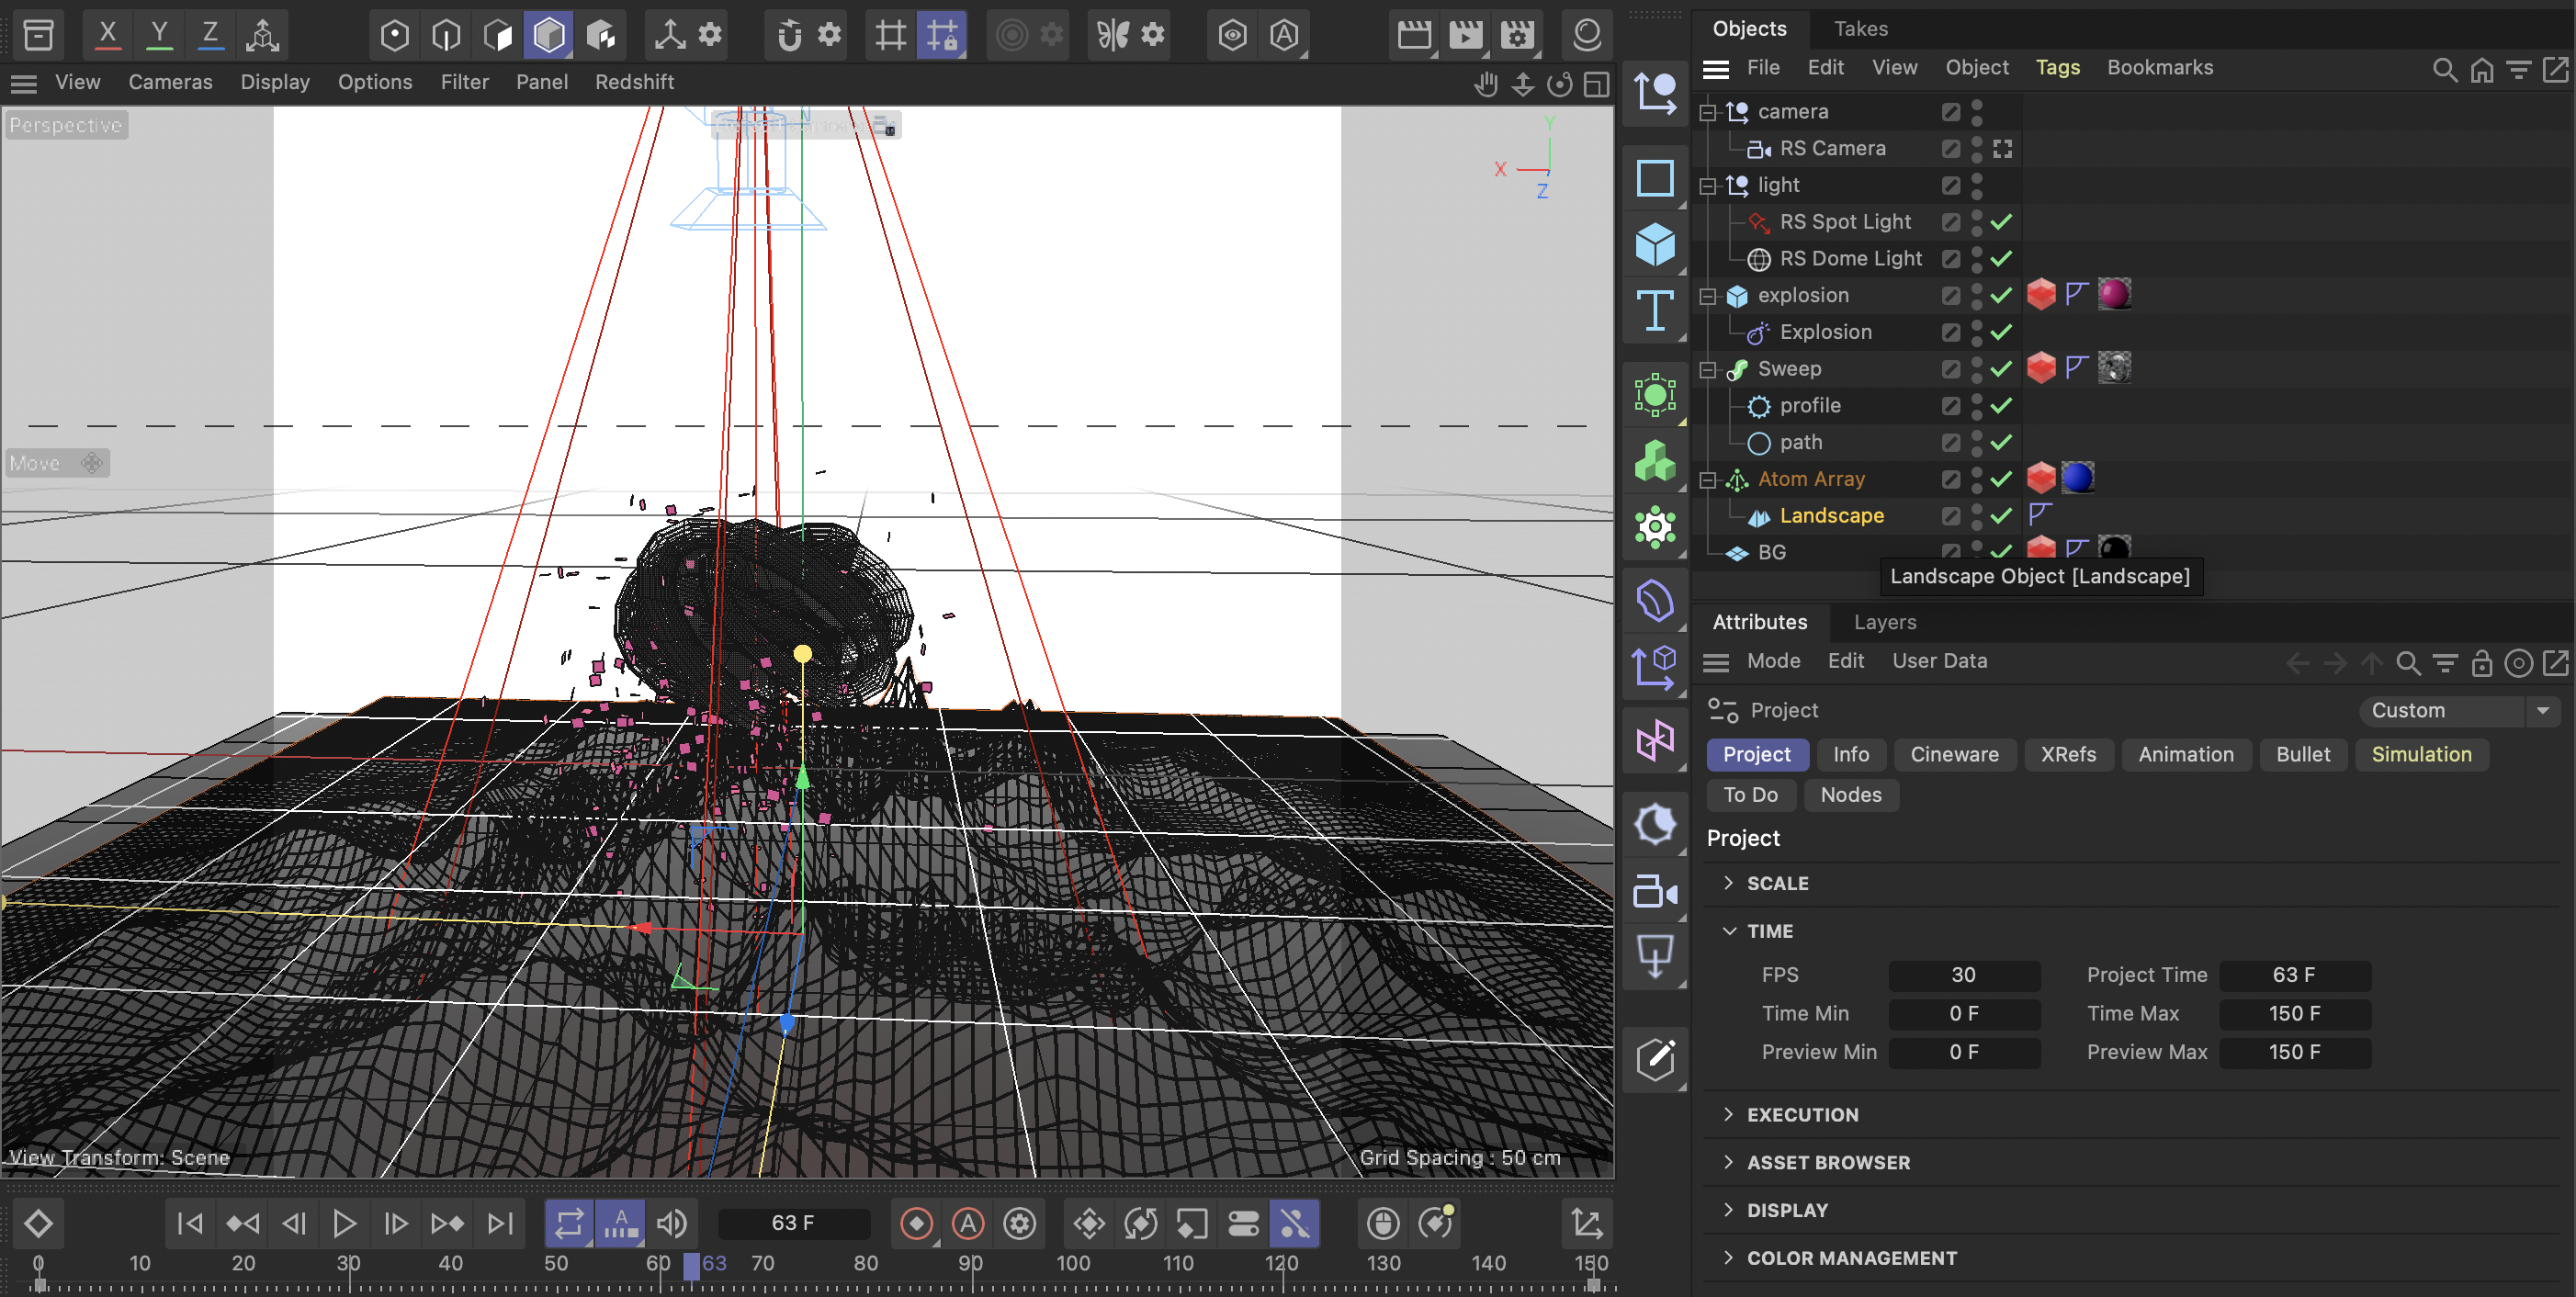 X Y Z
View Cameras Display Options Filter Panel Redshift
Perspective
Y
X
Z
Move
View Transform: Scene
Grid Spacing : 50 cm
63 F
0 10 20 30 40 50 60 63 70 80 90 100 110 120 130 140 150
Objects Takes
File Edit View Object Tags Bookmarks
camera
RS Camera
light
RS Spot Light
RS Dome Light
explosion
Explosion
Sweep
profile
path
Atom Array
Landscape
BG
Landscape Object [Landscape]
Attributes Layers
Mode Edit User Data
Project Custom
Project Info Cineware XRefs Animation Bullet Simulation
To Do Nodes
Project
SCALE
TIME
FPS 30 Project Time 63 F
Time Min 0 F Time Max 150 F
Preview Min 0 F Preview Max 150 F
EXECUTION
ASSET BROWSER
DISPLAY
COLOR MANAGEMENT